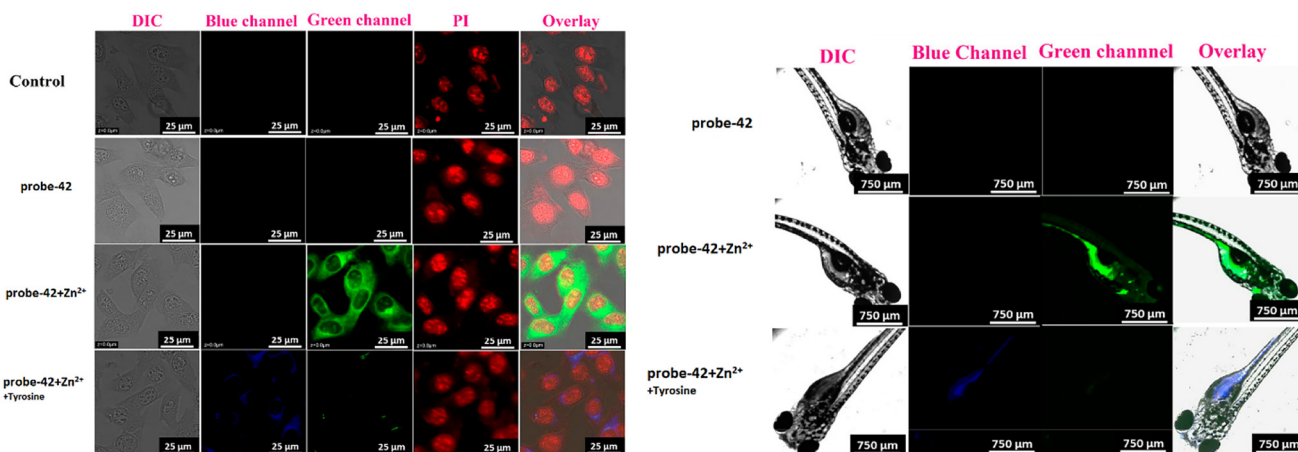 DIC Blue channel Green channel PI Overlay
Control
25 µm 25 µm 25 µm 25 µm 25 µm
probe-42
25 µm 25 µm 25 µm 25 µm 25 µm
probe-42+Zn²⁺
25 µm 25 µm 25 µm 25 µm 25 µm
probe-42+Zn²⁺
+Tyrosine
25 µm 25 µm 25 µm 25 µm 25 µm
DIC Blue Channel Green channnel Overlay
probe-42
750 µm 750 µm 750 µm 750 µm
probe-42+Zn²⁺
750 µm 750 µm 750 µm 750 µm
probe-42+Zn²⁺
+Tyrosine
750 µm 750 µm 750 µm 750 µm